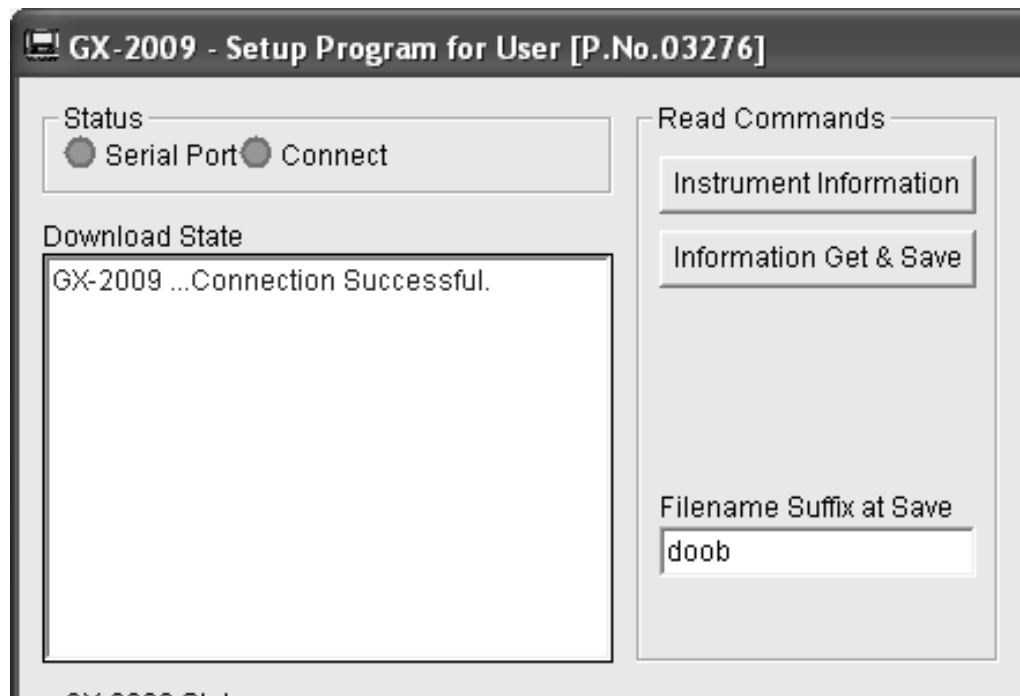 GX-2009 - Setup Program for User [P.No.03276]
Status
Serial Port Connect
Download State
GX-2009 ...Connection Successful.
Read Commands
Instrument Information
Information Get & Save
Filename Suffix at Save
doob